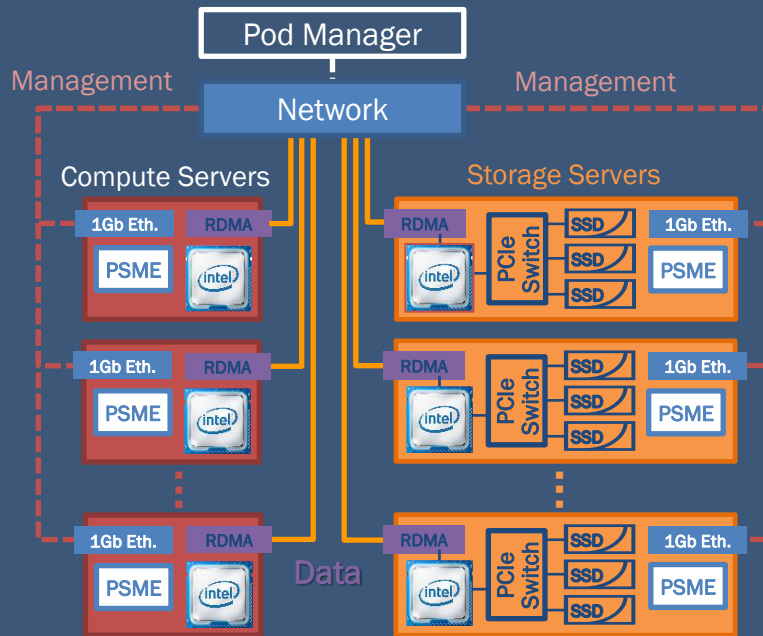 Pod Manager
Management
Network
Management
Compute Servers
Storage Servers
1Gb Eth.
RDMA
PSME
intel
RDMA
intel
PCIe
Switch
SSD
SSD
SSD
1Gb Eth.
PSME
1Gb Eth.
RDMA
PSME
intel
RDMA
intel
PCIe
Switch
SSD
SSD
SSD
1Gb Eth.
PSME
1Gb Eth.
RDMA
PSME
intel
Data
RDMA
intel
PCIe
Switch
SSD
SSD
SSD
1Gb Eth.
PSME